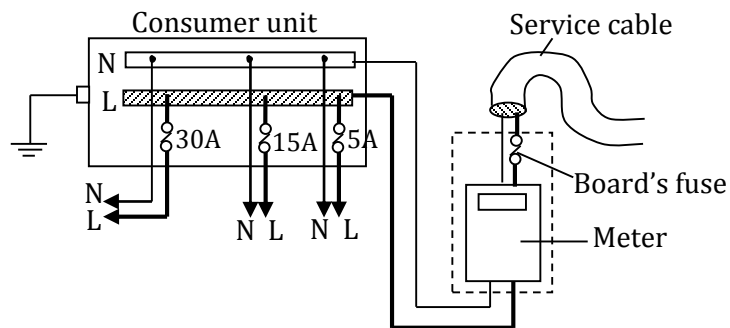 Consumer unit
Service cable
N
L
30A
15A
5A
N
L
N L
N L
Board's fuse
Meter